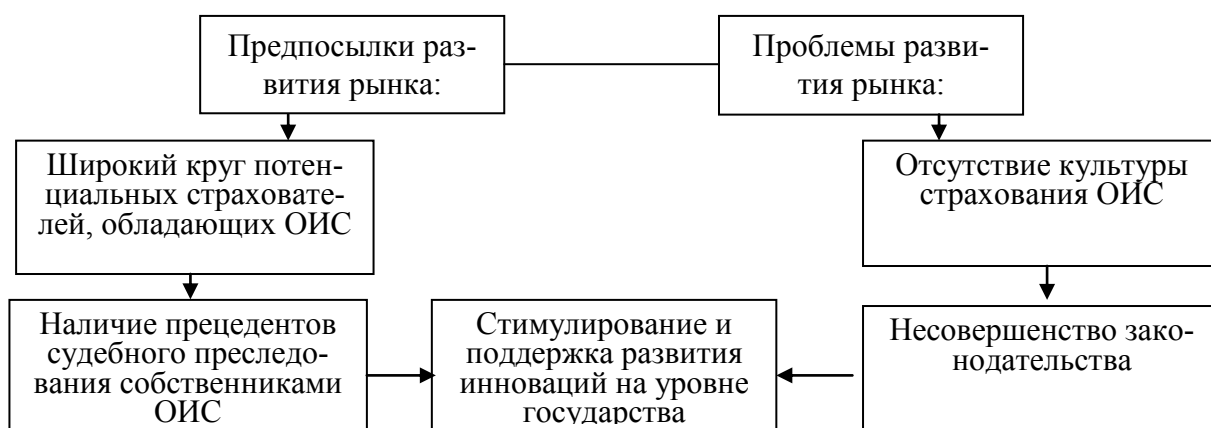 Предпосылки раз-
вития рынка:
Проблемы разви-
тия рынка:
Широкий круг потен-
циальных страховате-
лей, обладающих ОИС
Отсутствие культуры
страхования ОИС
Наличие прецедентов
судебного преследо-
вания собственниками
ОИС
Стимулирование и
поддержка развития
инноваций на уровне
государства
Несовершенство зако-
нодательства